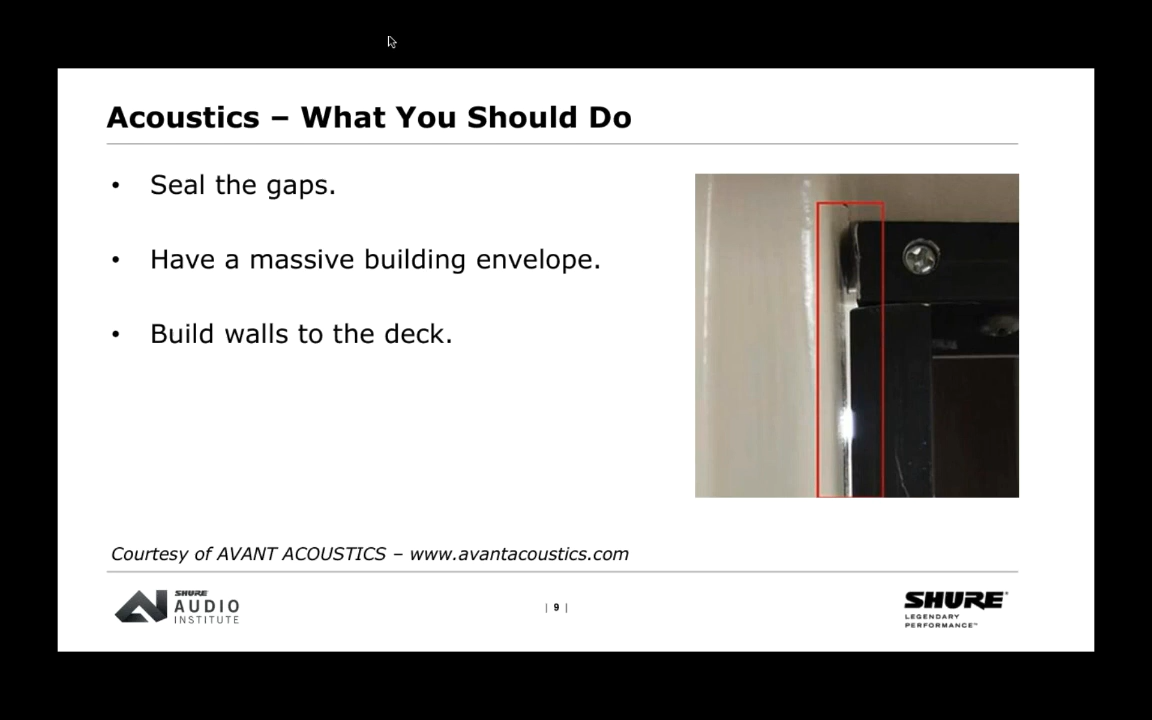 Acoustics – What You Should Do
• Seal the gaps.
• Have a massive building envelope.
• Build walls to the deck.
Courtesy of AVANT ACOUSTICS – www.avantacoustics.com
SHURE
AUDIO
INSTITUTE
| 9 |
SHURE®
LEGENDARY
PERFORMANCE™